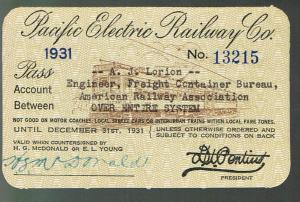 Pacific Electric Railway Co.
1931 No. 13215
Pass -- A. J. Lorion --
Account Engineer, Freight Container Bureau,
Between American Railway Association
OVER ENTIRE SYSTEM
NOT GOOD ON MOTOR COACHES, LOCAL STREET CARS OR INTERURBAN TRAINS WITHIN LOCAL FARE ZONES.
UNTIL DECEMBER 31ST, 1931 UNLESS OTHERWISE ORDERED AND
SUBJECT TO CONDITIONS ON BACK
VALID WHEN COUNTERSIGNED BY
H. G. McDONALD OR E. L. YOUNG
H G McDonald
D W Pontius
PRESIDENT